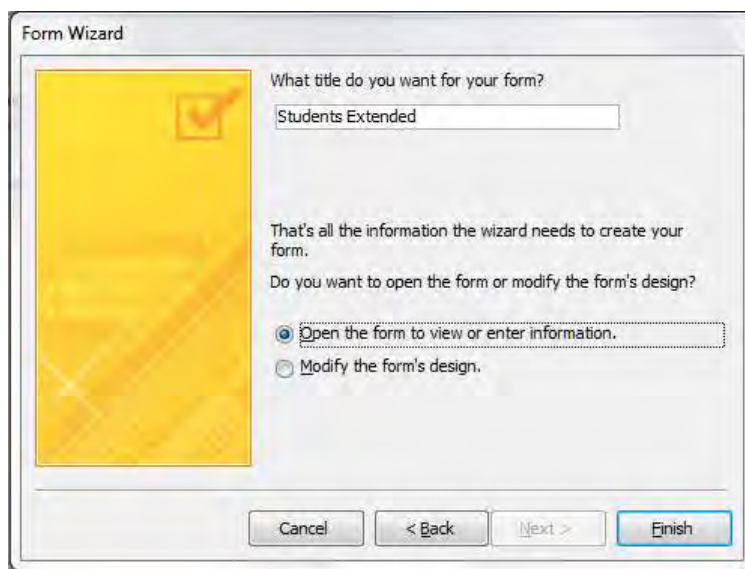 Form Wizard
What title do you want for your form?
Students Extended
That's all the information the wizard needs to create your
form.
Do you want to open the form or modify the form's design?
Open the form to view or enter information.
Modify the form's design.
Cancel
< Back
Next >
Finish